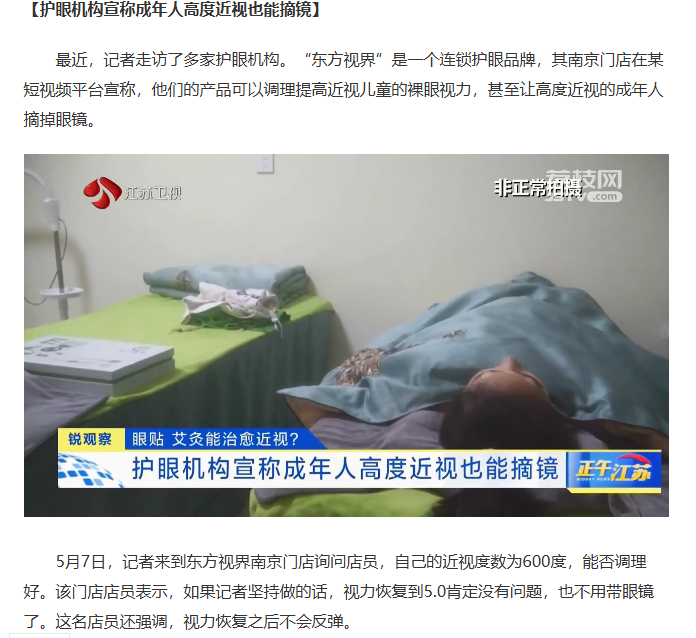 【护眼机构宣称成年人高度近视也能摘镜】
最近，记者走访了多家护眼机构。“东方视界”是一个连锁护眼品牌，其南京门店在某
短视频平台宣称，他们的产品可以调理提高近视儿童的裸眼视力，甚至让高度近视的成年人
摘掉眼镜。
江苏卫视
荔枝网
非正常拍摄
.com
锐观察 眼贴 艾灸能治愈近视？
护眼机构宣称成年人高度近视也能摘镜
正午江苏
5月7日，记者来到东方视界南京门店询问店员，自己的近视度数为600度，能否调理
好。该门店店员表示，如果记者坚持做的话，视力恢复到5.0肯定没有问题，也不用带眼镜
了。这名店员还强调，视力恢复之后不会反弹。